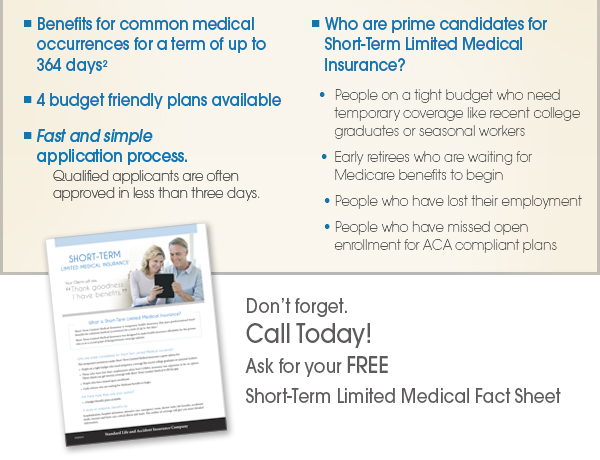 Benefits for common medical
occurrences for a term of up to
364 days²
4 budget friendly plans available
Fast and simple
application process.
Qualified applicants are often
approved in less than three days.
Who are prime candidates for
Short-Term Limited Medical
Insurance?
People on a tight budget who need
temporary coverage like recent college
graduates or seasonal workers
Early retirees who are waiting for
Medicare benefits to begin
People who have lost their employment
People who have missed open
enrollment for ACA compliant plans
SHORT-TERM
LIMITED MEDICAL INSURANCE
Your Clients will say,
"Thank goodness
I have benefits."
What is Short-Term Limited Medical Insurance?
Standard Life and Accident Insurance Company
Don't forget.
Call Today!
Ask for your FREE
Short-Term Limited Medical Fact Sheet